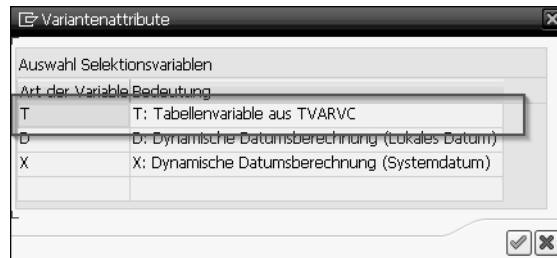 Variantenattribute
Auswahl Selektionsvariablen
Art der Variable Bedeutung
T T: Tabellenvariable aus TVARVC
D D: Dynamische Datumsberechnung (Lokales Datum)
X X: Dynamische Datumsberechnung (Systemdatum)